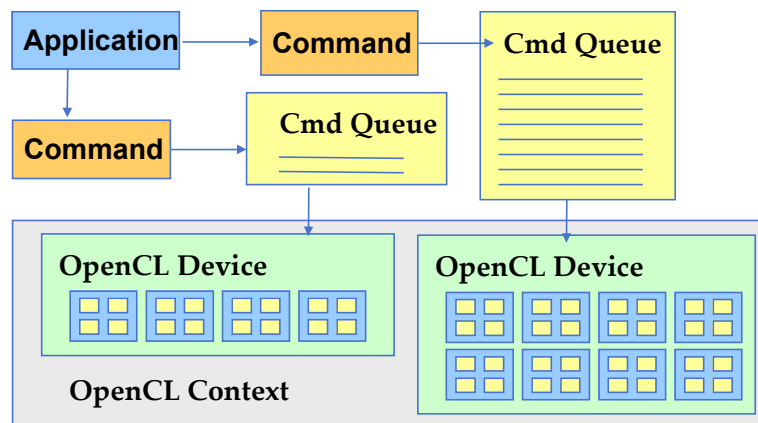 Application
Command
Cmd Queue
Command
Cmd Queue
OpenCL Device
OpenCL Device
OpenCL Context